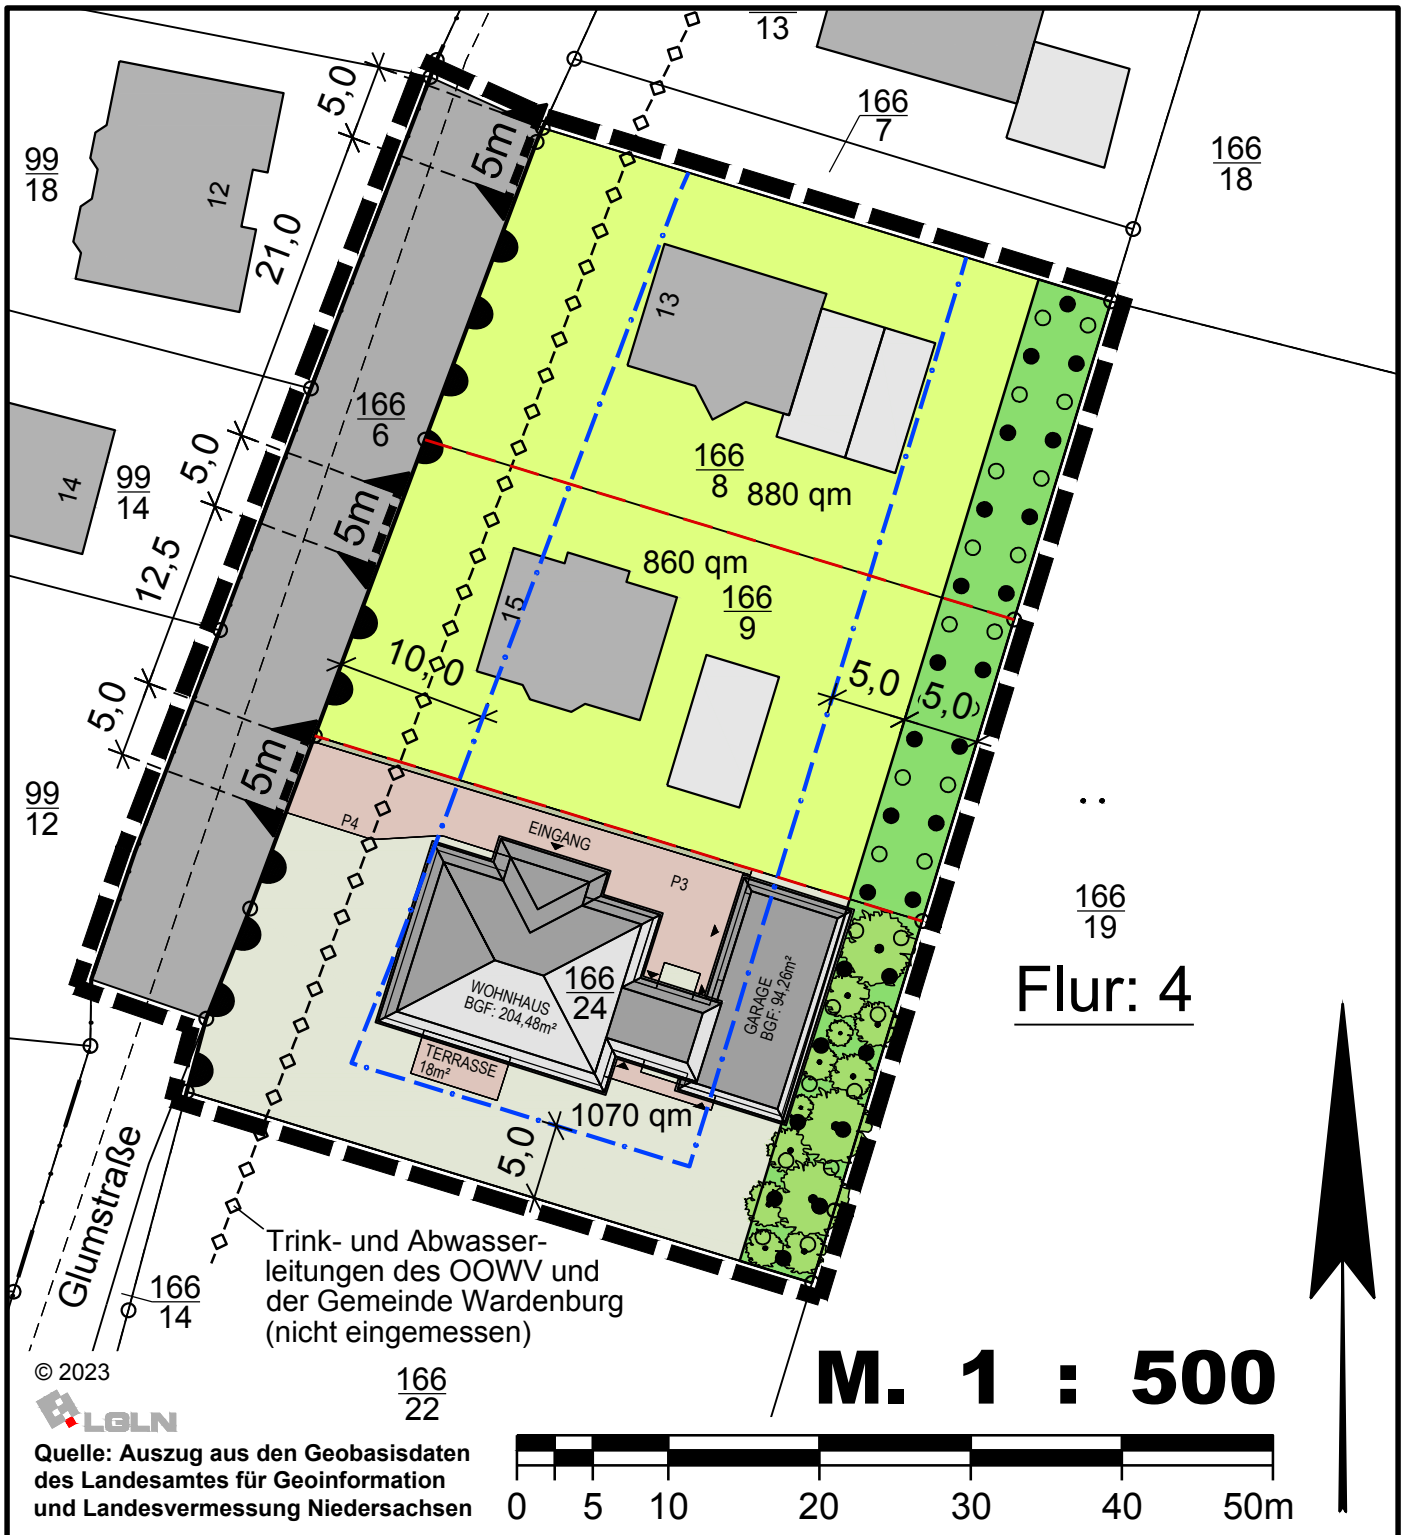 13
166
7
166
18
99
18
12
5,0
5m
21,0
13
166
6
166
8
880 qm
5,0
14
99
14
5m
12,5
860 qm
166
9
15
10,0
5,0
5,0
5,0
5m
99
12
P4
EINGANG
P3
166
19
Flur: 4
WOHNHAUS
BGF: 204,48m²
166
24
GARAGE
BGF: 94,26m²
TERRASSE
18m²
1070 qm
5,0
Glumstraße
Trink- und Abwasser-
leitungen des OOWV und
der Gemeinde Wardenburg
(nicht eingemessen)
166
14
166
22
© 2023
LGLN
Quelle: Auszug aus den Geobasisdaten
des Landesamtes für Geoinformation
und Landesvermessung Niedersachsen
M. 1 : 500
0 5 10 20 30 40 50m